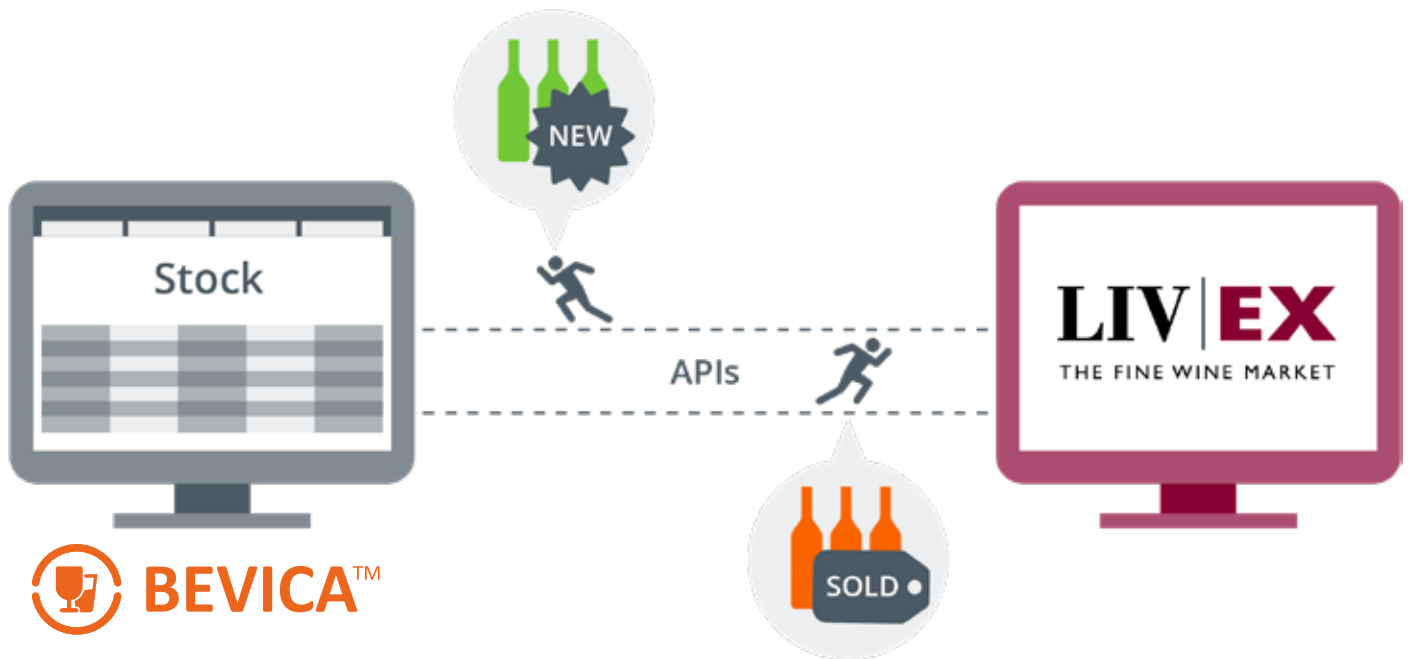 NEW
Stock
APIs
LIV|EX
THE FINE WINE MARKET
SOLD
BEVICA™